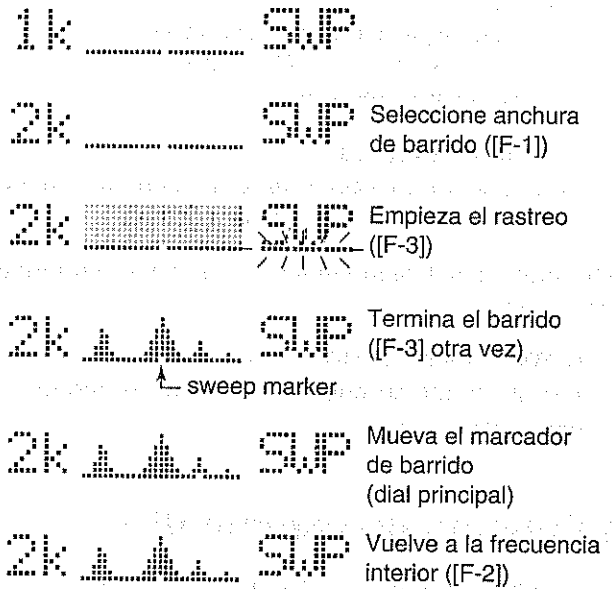 1k SWP
2k SWP Seleccione anchura
de barrido ([F-1])
2k SWP Empieza el rastreo
([F-3])
2k SWP Termina el barrido
([F-3] otra vez)
sweep marker
2k SWP Mueva el marcador
de barrido
(dial principal)
2k SWP Vuelve a la frecuencia
interior ([F-2])